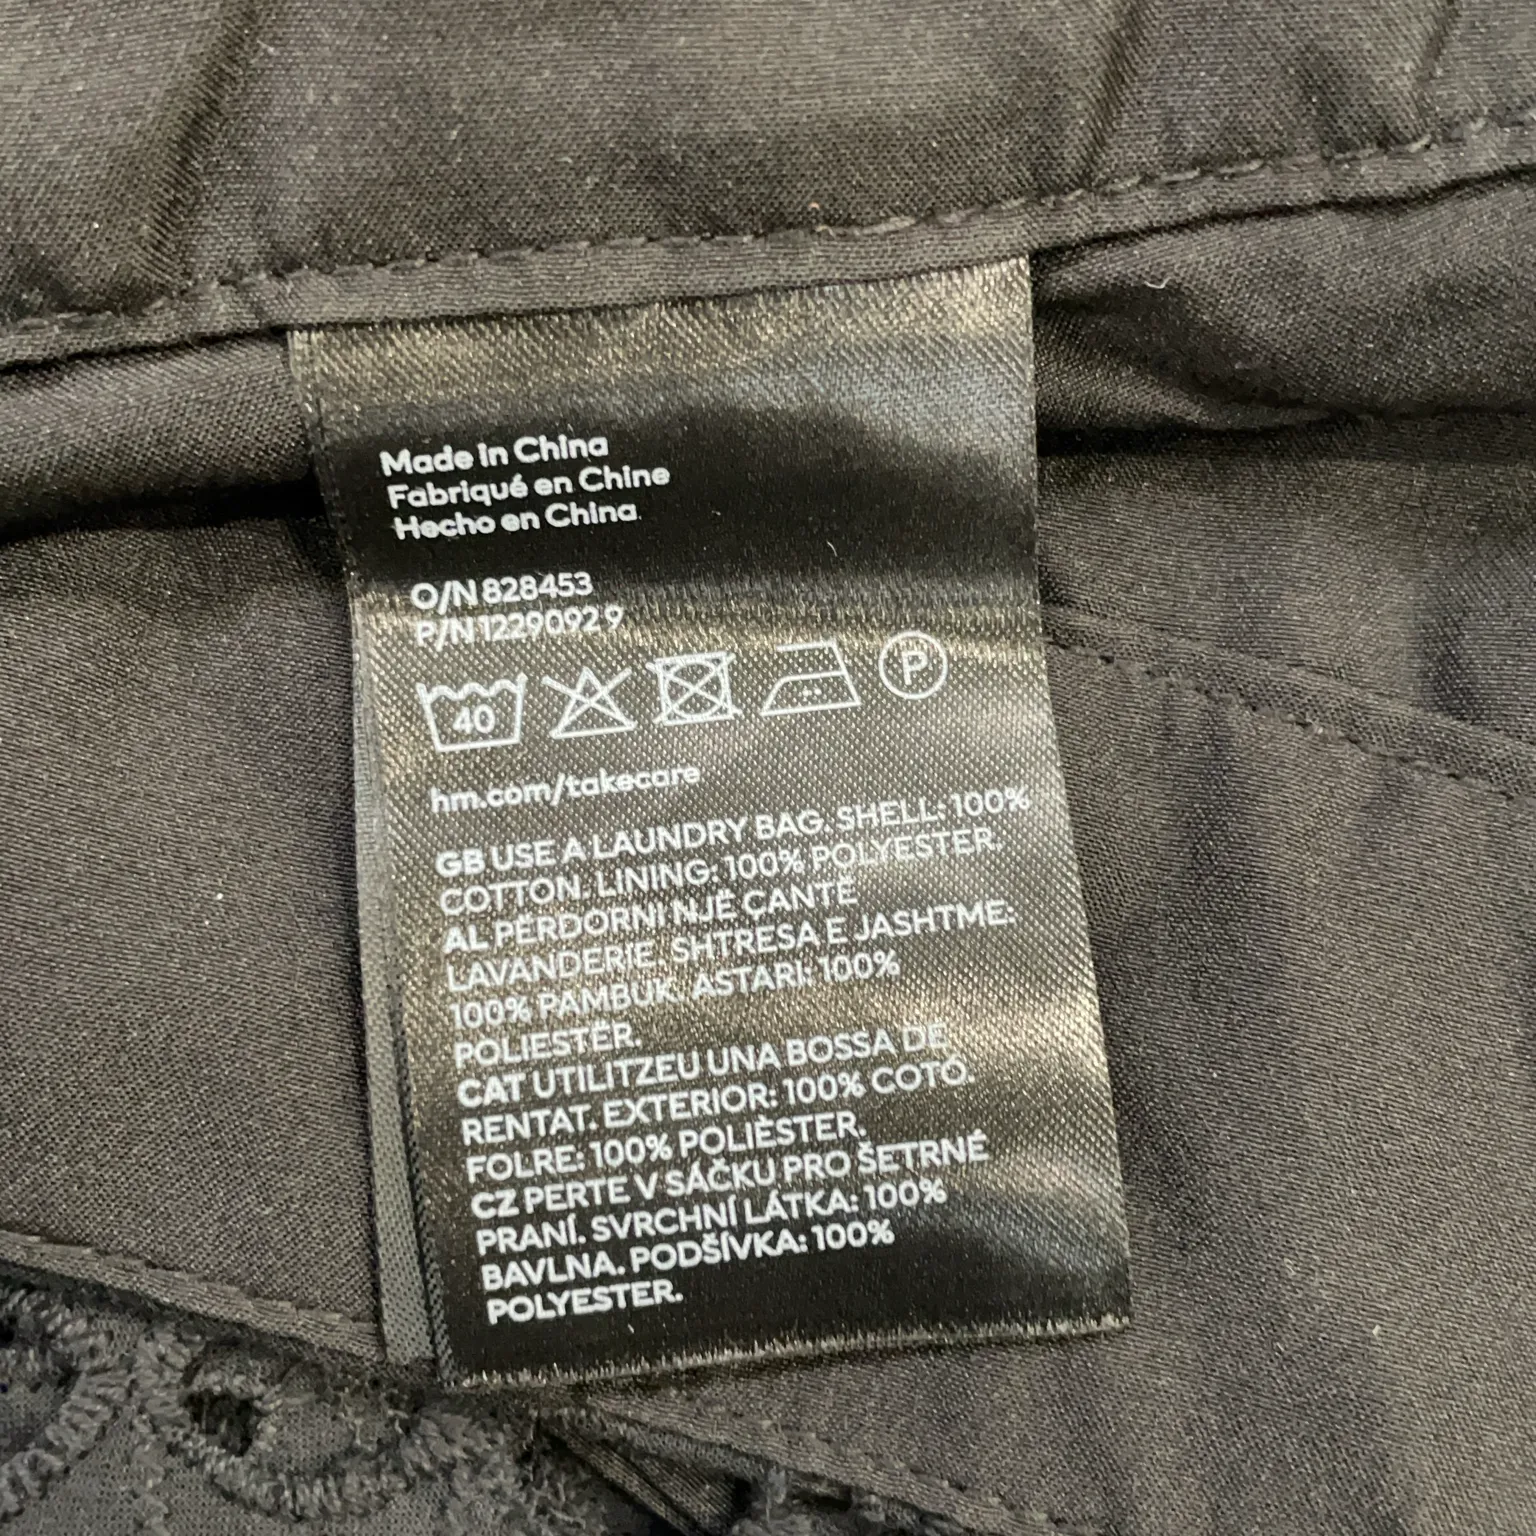 Made in China
Fabriqué en Chine
Hecho en China
O/N 828453
P/N 1229092 9
40
P
hm.com/takecare
GB USE A LAUNDRY BAG. SHELL: 100%
COTTON. LINING: 100% POLYESTER.
AL PËRDORNI NJË ÇANTË
LAVANDERIE. SHTRESA E JASHTME:
100% PAMBUK. ASTARI: 100%
POLIESTËR.
CAT UTILITZEU UNA BOSSA DE
RENTAT. EXTERIOR: 100% COTÓ.
FOLRE: 100% POLIÈSTER.
CZ PERTE V SÁČKU PRO ŠETRNÉ
PRANÍ. SVRCHNÍ LÁTKA: 100%
BAVLNA. PODŠÍVKA: 100%
POLYESTER.